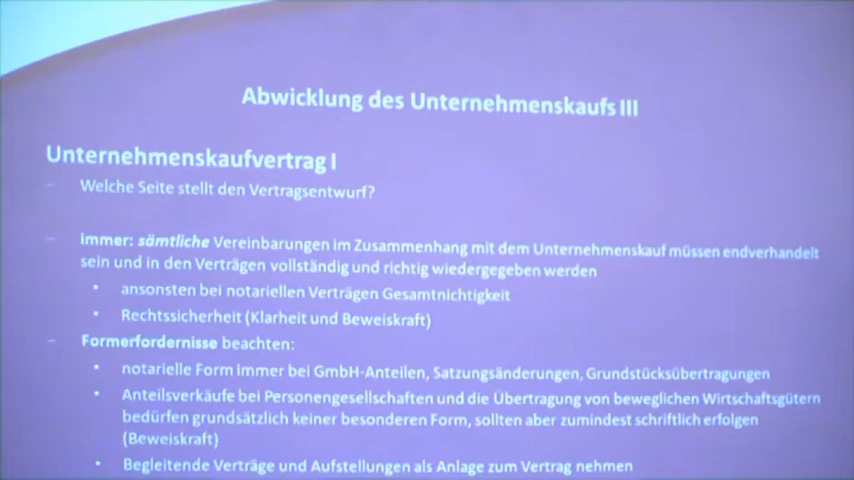 Abwicklung des Unternehmenskaufs III
Unternehmenskaufvertrag I
– Welche Seite stellt den Vertragsentwurf?
– immer: sämtliche Vereinbarungen im Zusammenhang mit dem Unternehmenskauf müssen endverhandelt
sein und in den Verträgen vollständig und richtig wiedergegeben werden
• ansonsten bei notariellen Verträgen Gesamtnichtigkeit
• Rechtssicherheit (Klarheit und Beweiskraft)
– Formerfordernisse beachten:
• notarielle Form immer bei GmbH-Anteilen, Satzungsänderungen, Grundstücksübertragungen
• Anteilsverkäufe bei Personengesellschaften und die Übertragung von beweglichen Wirtschaftsgütern
bedürfen grundsätzlich keiner besonderen Form, sollten aber zumindest schriftlich erfolgen
(Beweiskraft)
• Begleitende Verträge und Aufstellungen als Anlage zum Vertrag nehmen